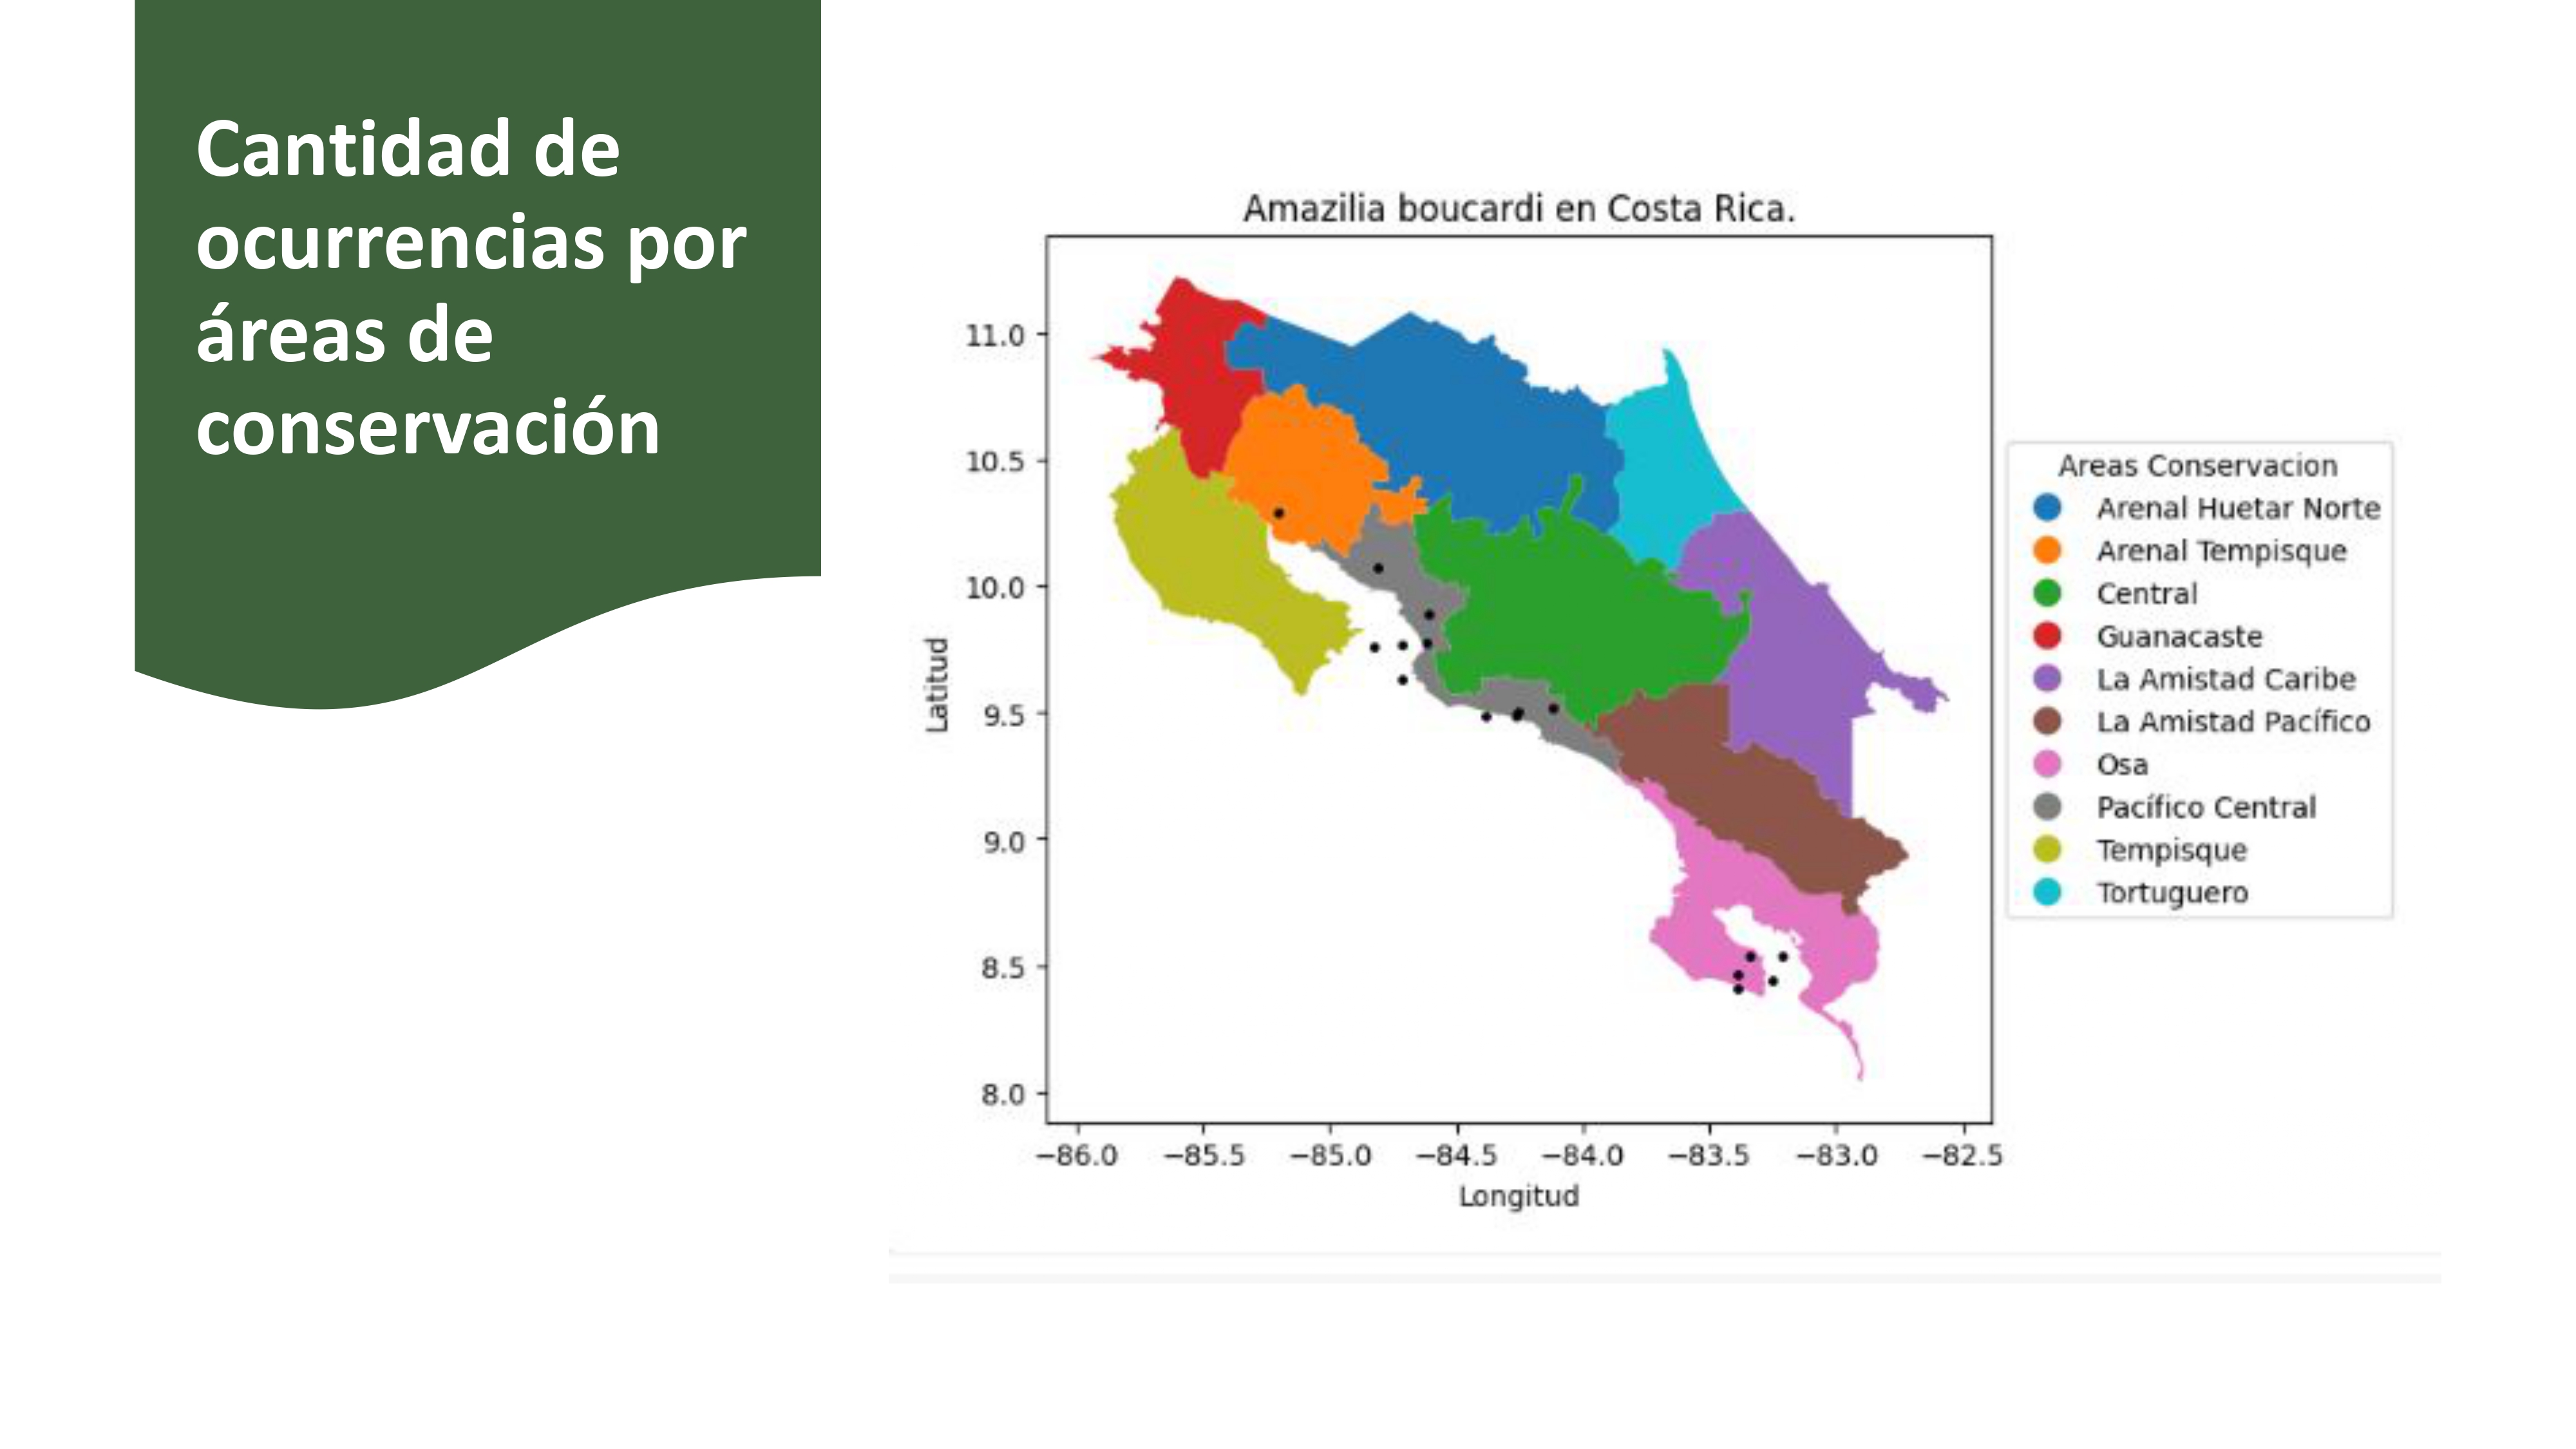 Cantidad de
ocurrencias por
áreas de
conservación
Amazilia boucardi en Costa Rica.
11.0
10.5
10.0
9.5
9.0
8.5
8.0
Latitud
−86.0 −85.5 −85.0 −84.5 −84.0 −83.5 −83.0 −82.5
Longitud
Areas Conservacion
Arenal Huetar Norte
Arenal Tempisque
Central
Guanacaste
La Amistad Caribe
La Amistad Pacífico
Osa
Pacífico Central
Tempisque
Tortuguero